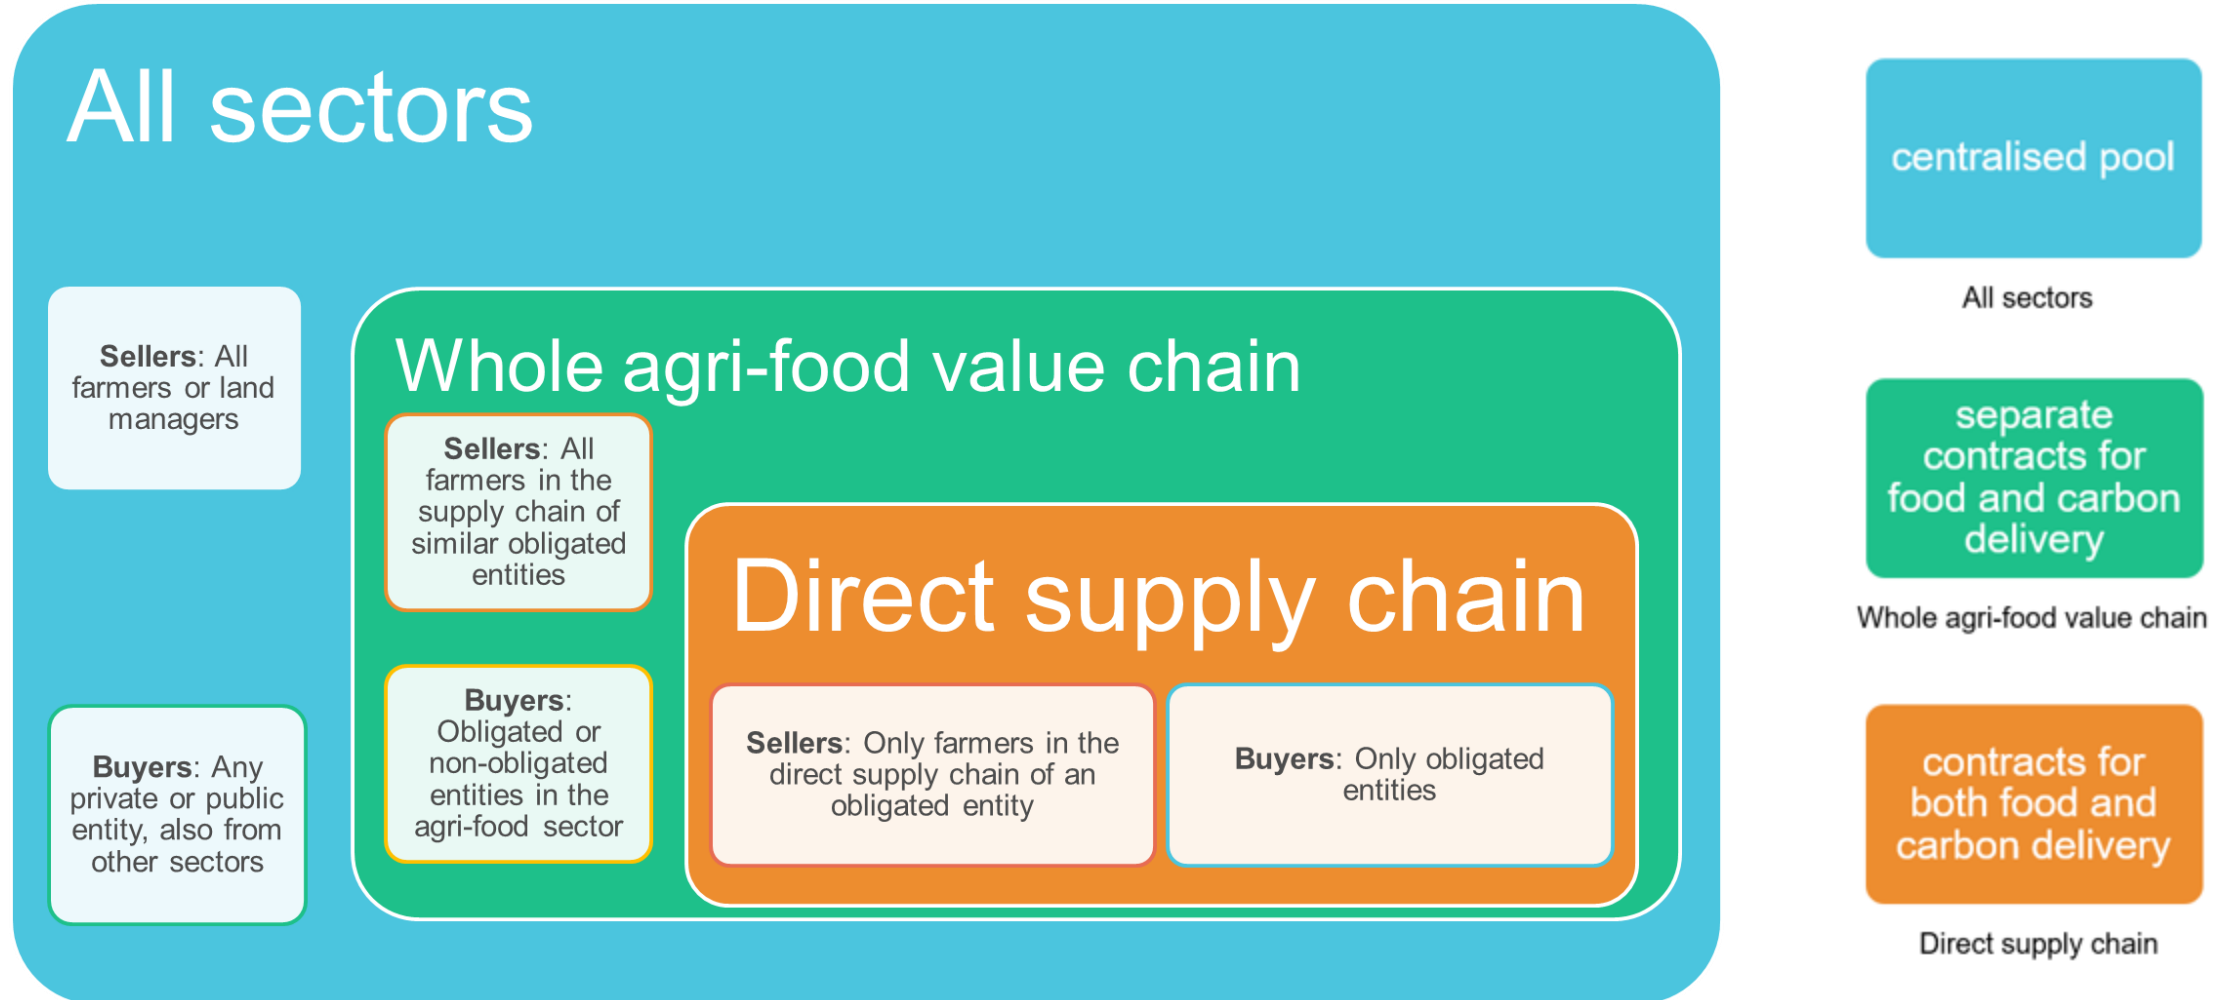 All sectors
Sellers: All
farmers or land
managers
Buyers: Any
private or public
entity, also from
other sectors
Whole agri-food value chain
Sellers: All
farmers in the
supply chain of
similar obligated
entities
Buyers:
Obligated or
non-obligated
entities in the
agri-food sector
Direct supply chain
Sellers: Only farmers in the
direct supply chain of an
obligated entity
Buyers: Only obligated
entities
centralised pool
All sectors
separate
contracts for
food and carbon
delivery
Whole agri-food value chain
contracts for
both food and
carbon delivery
Direct supply chain